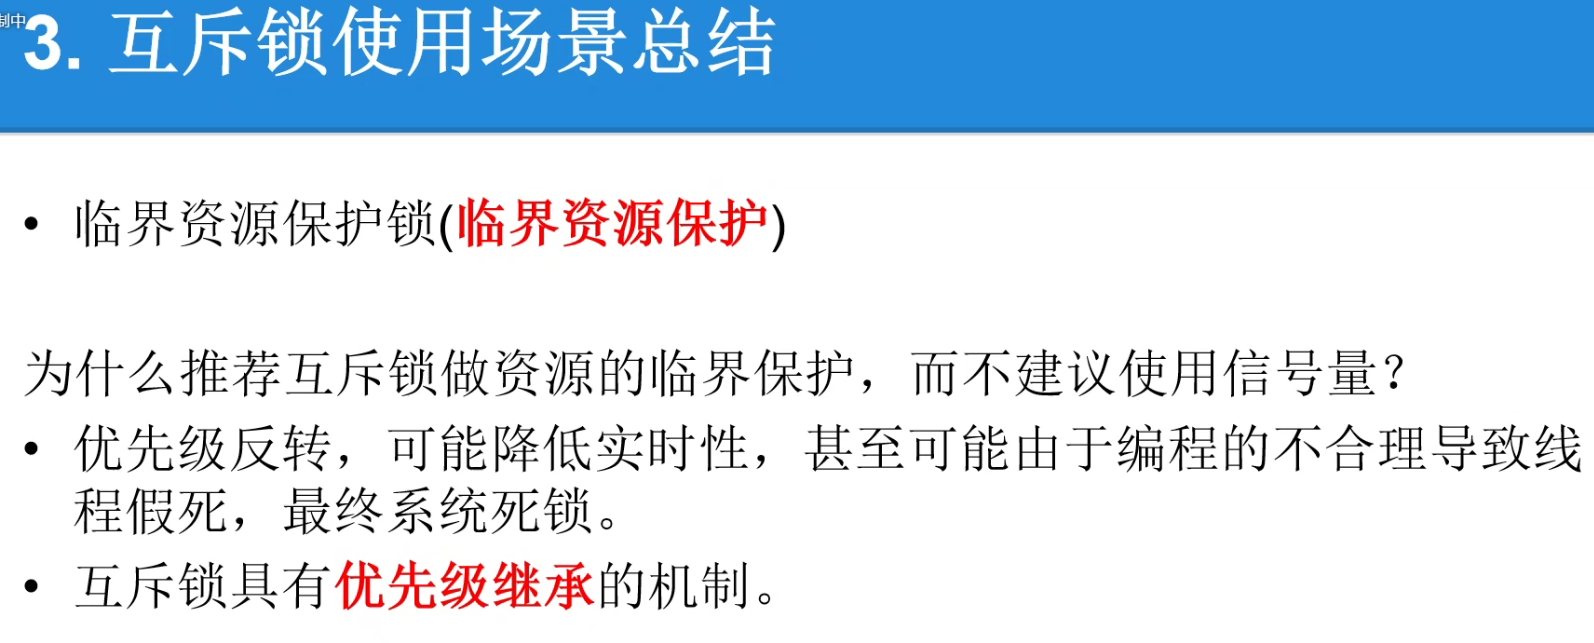 制中
3. 互斥锁使用场景总结
• 临界资源保护锁(临界资源保护)
为什么推荐互斥锁做资源的临界保护，而不建议使用信号量？
• 优先级反转，可能降低实时性，甚至可能由于编程的不合理导致线
程假死，最终系统死锁。
• 互斥锁具有优先级继承的机制。